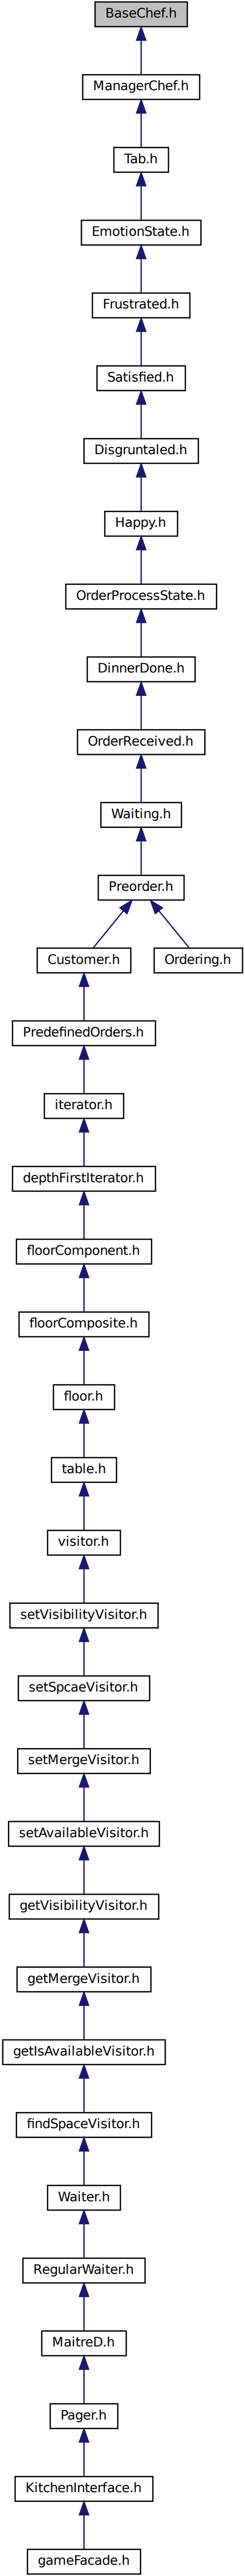 BaseChef.h
ManagerChef.h
Tab.h
EmotionState.h
Frustrated.h
Satisfied.h
Disgruntaled.h
Happy.h
OrderProcessState.h
DinnerDone.h
OrderReceived.h
Waiting.h
Preorder.h
Customer.h
Ordering.h
PredefinedOrders.h
iterator.h
depthFirstIterator.h
floorComponent.h
floorComposite.h
floor.h
table.h
visitor.h
setVisibilityVisitor.h
setSpcaeVisitor.h
setMergeVisitor.h
setAvailableVisitor.h
getVisibilityVisitor.h
getMergeVisitor.h
getIsAvailableVisitor.h
findSpaceVisitor.h
Waiter.h
RegularWaiter.h
MaitreD.h
Pager.h
KitchenInterface.h
gameFacade.h